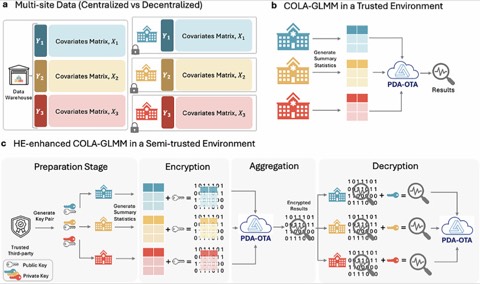 a Multi-site Data (Centralized vs Decentralized)
Y1 Covariates Matrix, X1
Y2 Covariates Matrix, X2
Y3 Covariates Matrix, X3
Data
Warehouse
Y1 Covariates Matrix, X1
Y2 Covariates Matrix, X2
Y3 Covariates Matrix, X3
b COLA-GLMM in a Trusted Environment
Generate
Summary
Statistics
PDA-OTA
Results
c HE-enhanced COLA-GLMM in a Semi-trusted Environment
Preparation Stage
Generate
Key Pair
Trusted
Third-party
Public Key
Private Key
Generate
Summary
Statistics
Encryption
Aggregation
PDA-OTA
Encrypted
Results
Decryption
PDA-OTA